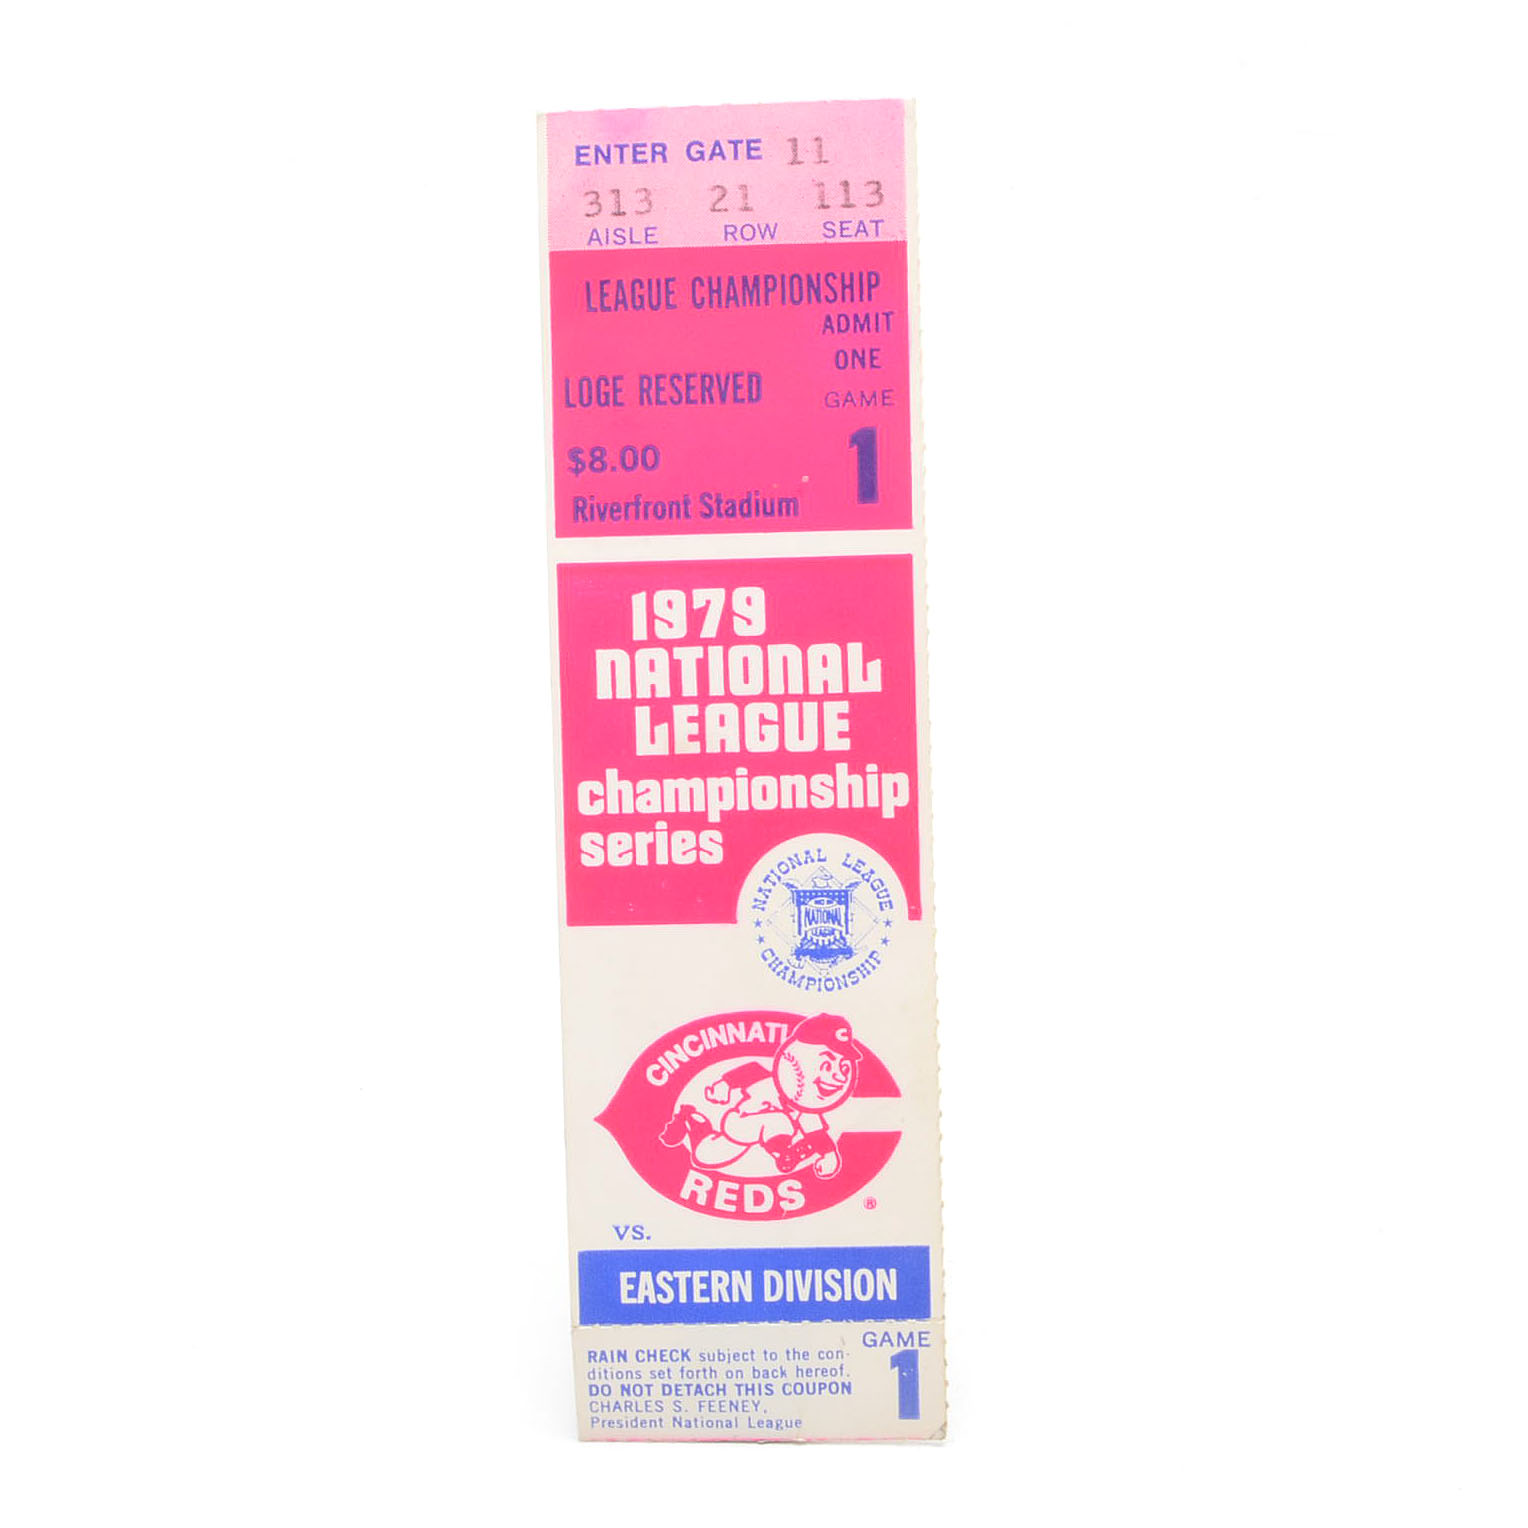 ENTER GATE 11
313 21 113
AISLE ROW SEAT
LEAGUE CHAMPIONSHIP
ADMIT
ONE
LOGE RESERVED
GAME
1
$8.00
Riverfront Stadium
1979
NATIONAL
LEAGUE
championship
series
NATIONAL LEAGUE
NATIONAL
LEAGUE
CHAMPIONSHIP
CINCINNATI
C
REDS
®
VS.
EASTERN DIVISION
GAME
1
RAIN CHECK subject to the con-
ditions set forth on back hereof.
DO NOT DETACH THIS COUPON
CHARLES S. FEENEY,
President National League